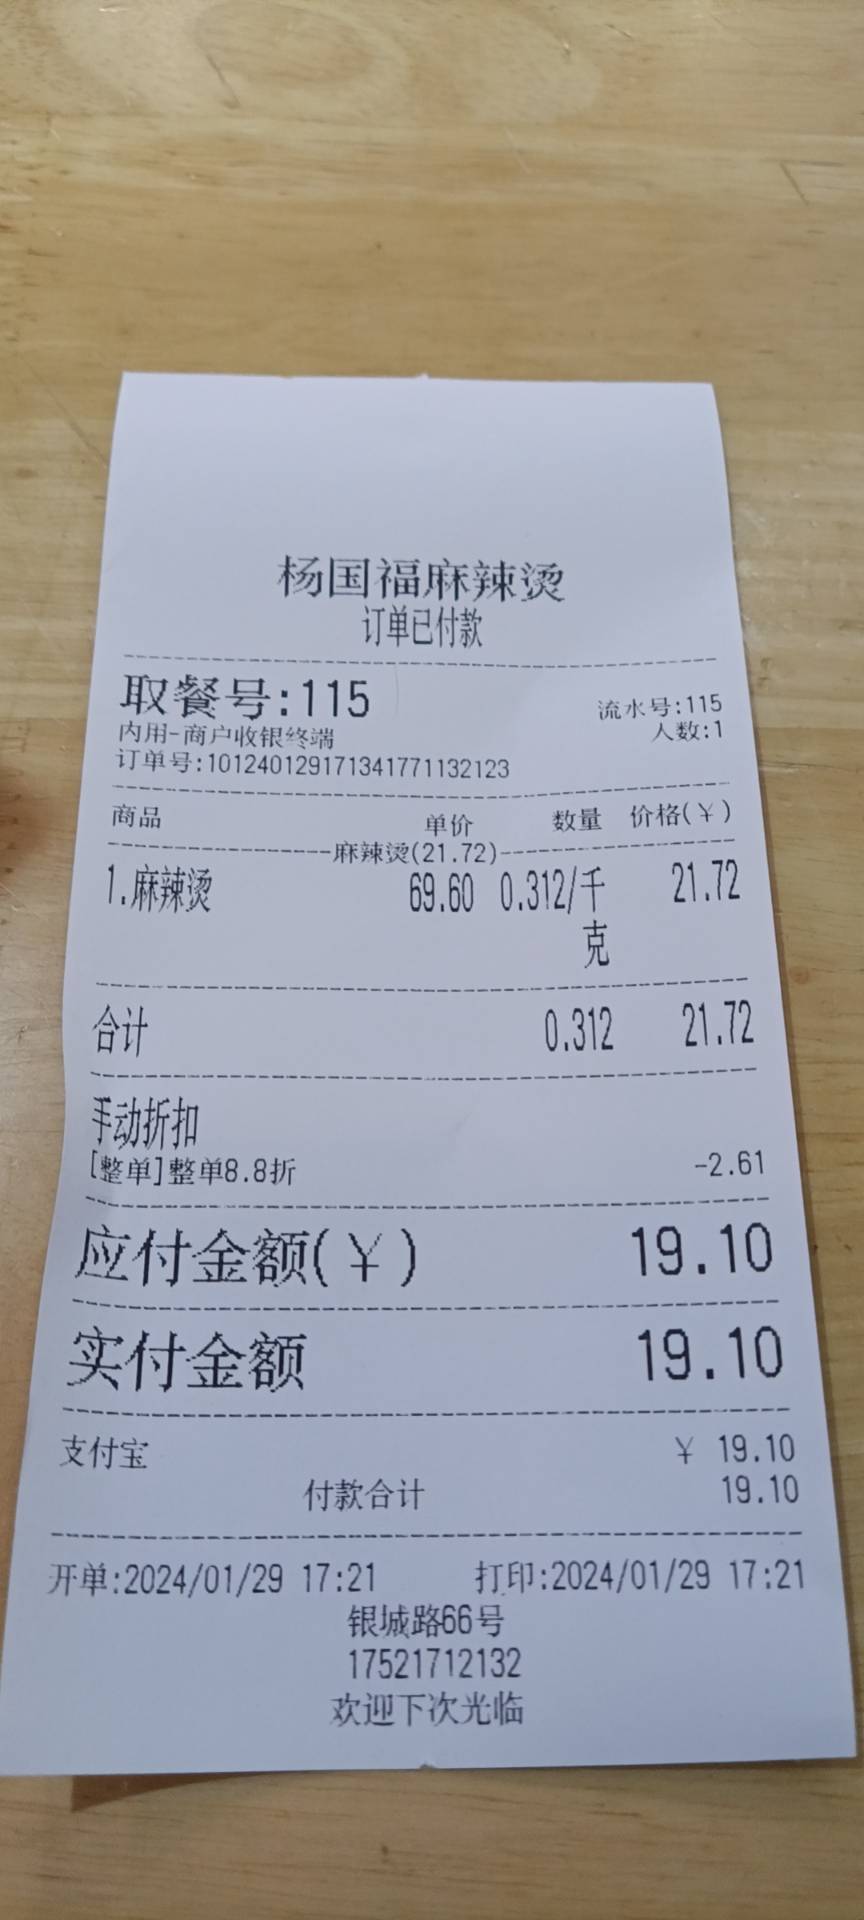 杨国福麻辣烫
订单已付款
取餐号:115 流水号:115
内用-商户收银终端 人数:1
订单号:1012401291713417711​32123
商品 单价 数量 价格(¥)
麻辣烫(21.72)
1.麻辣烫 69.60 0.312/千克 21.72
合计 0.312 21.72
手动折扣
[整单]整单8.8折 -2.61
应付金额(¥) 19.10
实付金额 19.10
支付宝 ¥ 19.10
付款合计 19.10
开单:2024/01/29 17:21 打印:2024/01/29 17:21
银城路66号
17521712132
欢迎下次光临